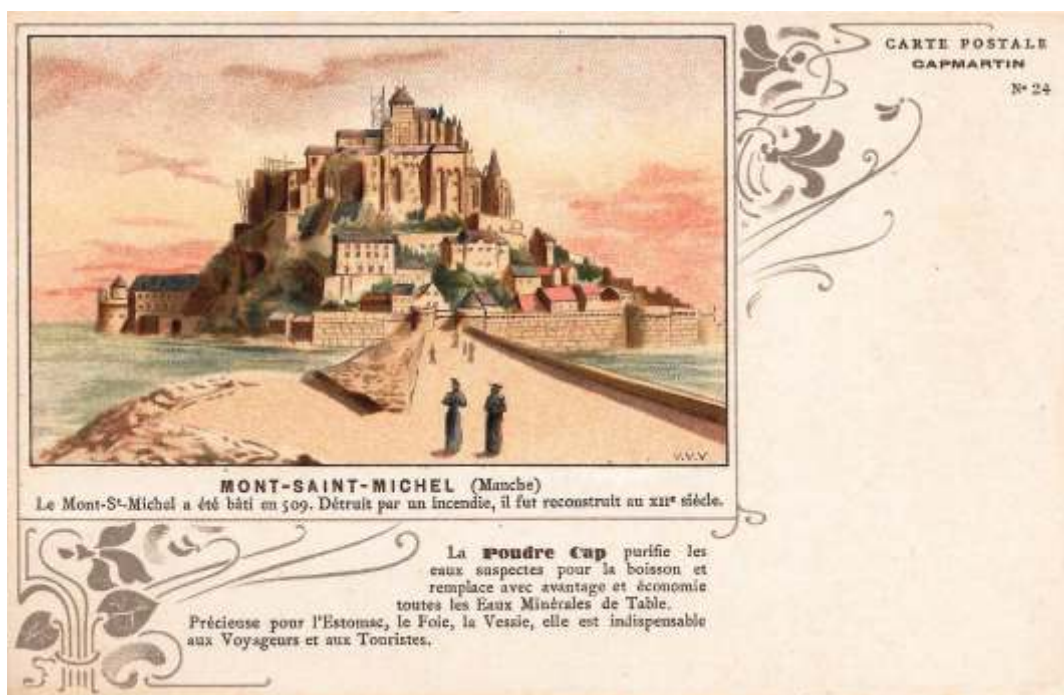 CARTE POSTALE
CAPMARTIN
Nº 24
V.V.V
MONT-SAINT-MICHEL (Manche)
Le Mont-St-Michel a été bâti en 509. Détruit par un incendie, il fut reconstruit au XIIe siècle.
La Poudre Cap purifie les
eaux suspectes pour la boisson et
remplace avec avantage et économie
toutes les Eaux Minérales de Table.
Précieuse pour l'Estomac, le Foie, la Vessie, elle est indispensable
aux Voyageurs et aux Touristes.